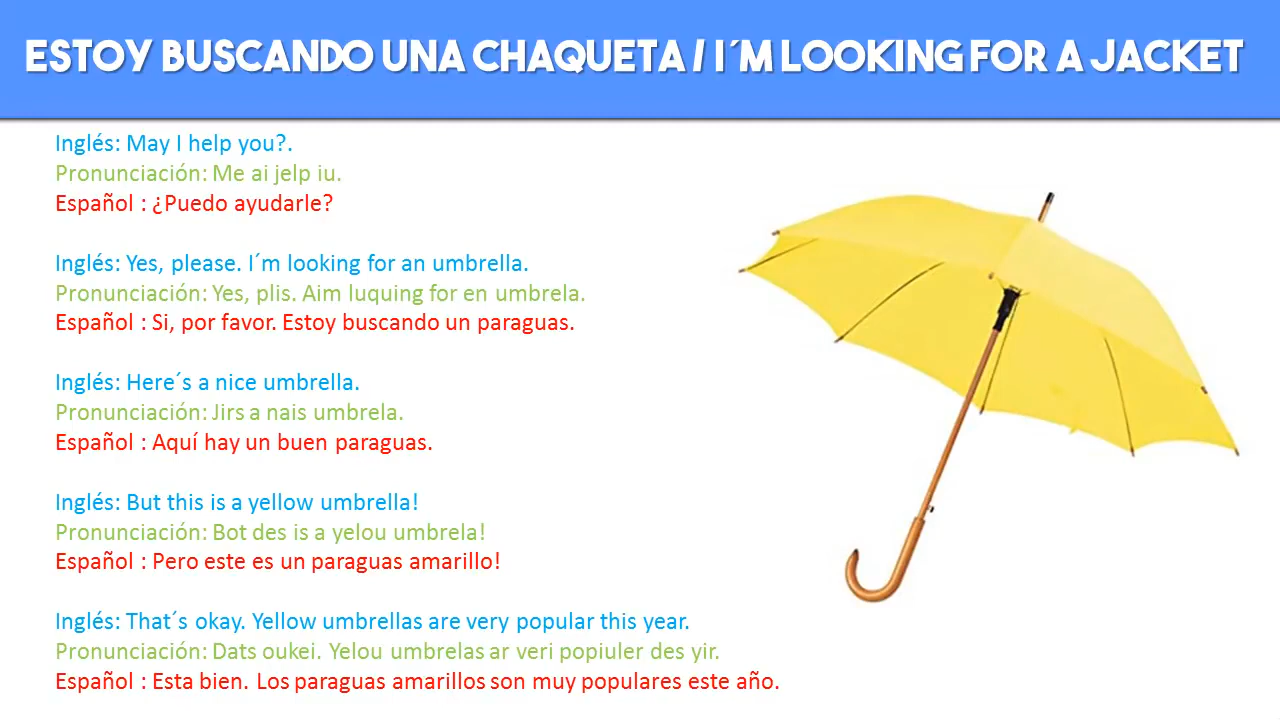 ESTOY BUSCANDO UNA CHAQUETA / I´M LOOKING FOR A JACKET
Inglés: May I help you?.
Pronunciación: Me ai jelp iu.
Español : ¿Puedo ayudarle?
Inglés: Yes, please. I´m looking for an umbrella.
Pronunciación: Yes, plis. Aim luquing for en umbrela.
Español : Si, por favor. Estoy buscando un paraguas.
Inglés: Here´s a nice umbrella.
Pronunciación: Jirs a nais umbrela.
Español : Aquí hay un buen paraguas.
Inglés: But this is a yellow umbrella!
Pronunciación: Bot des is a yelou umbrela!
Español : Pero este es un paraguas amarillo!
Inglés: That´s okay. Yellow umbrellas are very popular this year.
Pronunciación: Dats oukei. Yelou umbrelas ar veri popiuler des yir.
Español : Esta bien. Los paraguas amarillos son muy populares este año.